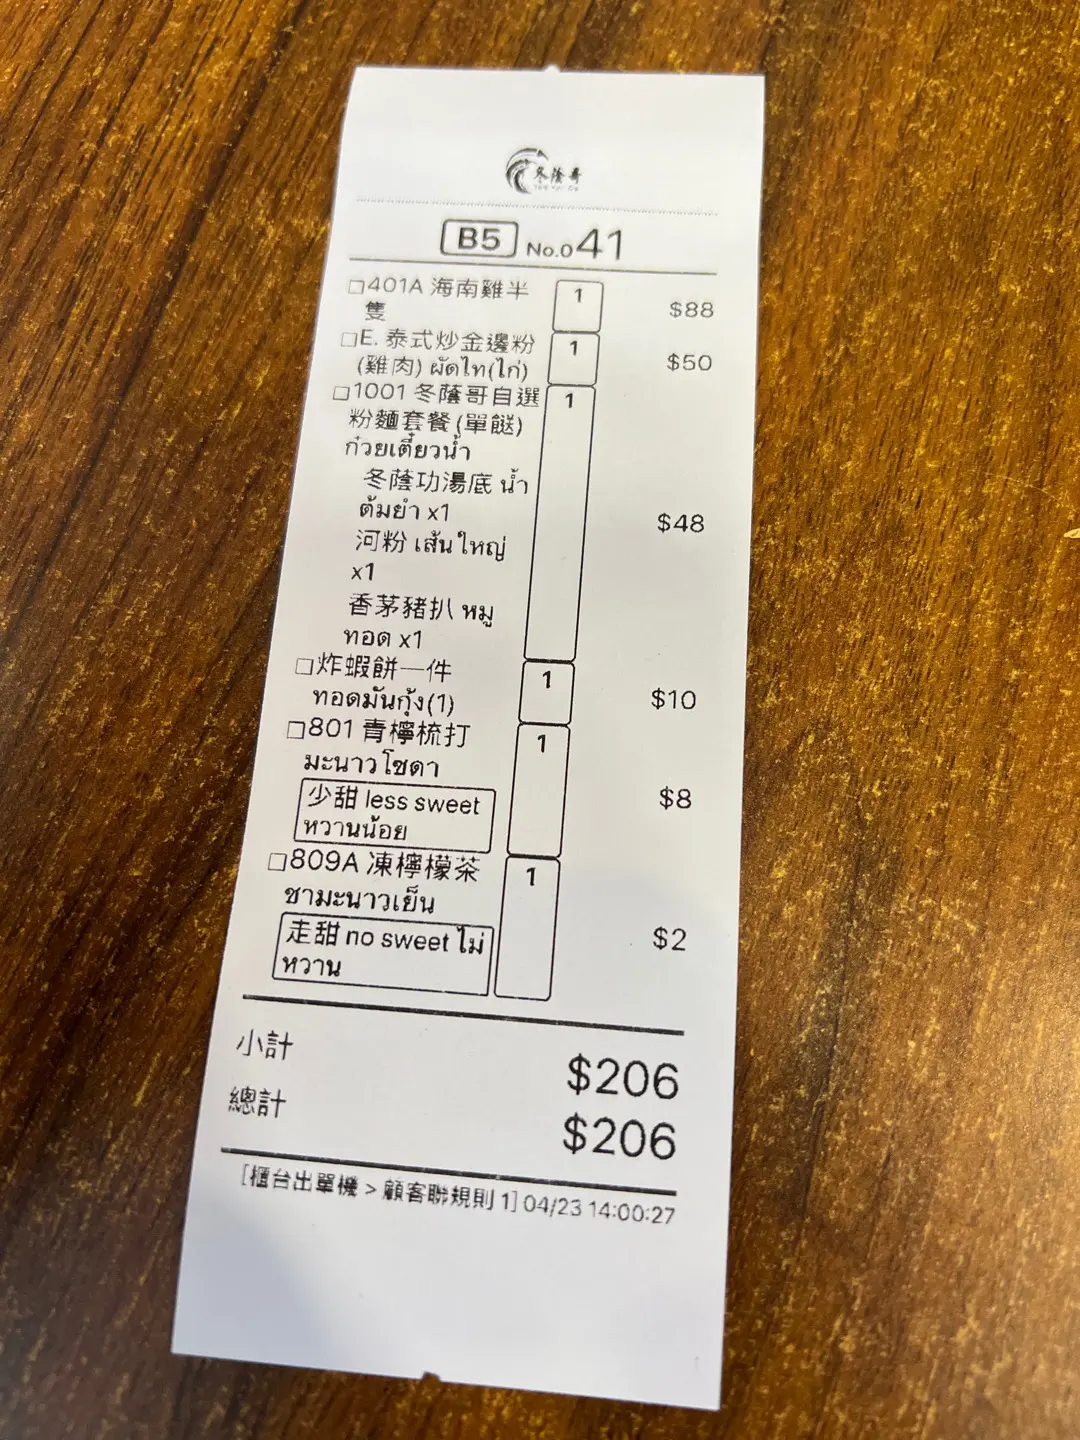 冬蔭哥
B5 No.041
□401A 海南雞半 1 $88
隻
□E. 泰式炒金邊粉 1 $50
(雞肉) ผัดไท(ไก่)
□1001 冬蔭哥自選 1
粉麵套餐(單餸)
ก๋วยเตี๋ยวน้ำ
冬蔭功湯底 น้ำ
ต้มยำ x1 $48
河粉 เส้นใหญ่
x1
香茅豬扒 หมู
ทอด x1
□炸蝦餅一件 1 $10
ทอดมันกุ้ง(1)
□801 青檸梳打 1
มะนาวโซดา
少甜 less sweet $8
หวานน้อย
□809A 凍檸檬茶 1
ชามะนาวเย็น
走甜 no sweet ไม่ $2
หวาน
小計 $206
總計 $206
[櫃台出單機 > 顧客聯規則 1] 04/23 14:00:27